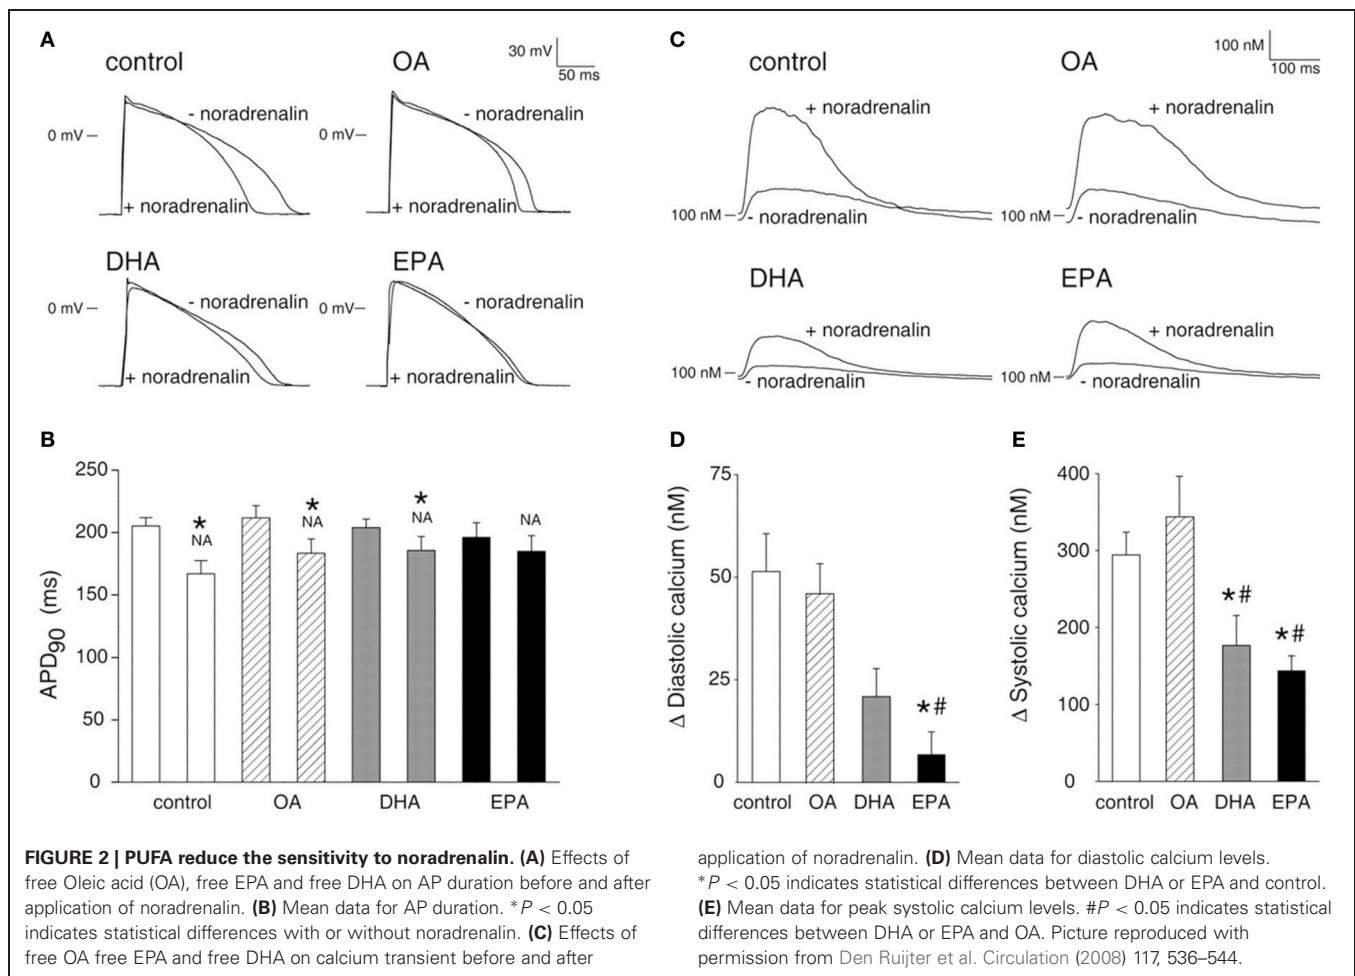 A
control
OA
30 mV
50 ms
- noradrenalin
- noradrenalin
0 mV
0 mV
+ noradrenalin
+ noradrenalin
DHA
EPA
- noradrenalin
- noradrenalin
0 mV
0 mV
+ noradrenalin
+ noradrenalin
C
control
OA
100 nM
100 ms
+ noradrenalin
+ noradrenalin
100 nM
- noradrenalin
100 nM
- noradrenalin
DHA
EPA
+ noradrenalin
+ noradrenalin
100 nM
- noradrenalin
100 nM
- noradrenalin
B
APD90 (ms)
250
200
150
100
50
0
*
NA
*
NA
*
NA
NA
control
OA
DHA
EPA
D
Δ Diastolic calcium (nM)
75
50
25
0
*#
control
OA
DHA
EPA
E
Δ Systolic calcium (nM)
400
300
200
100
0
*#
*#
control
OA
DHA
EPA
FIGURE 2 | PUFA reduce the sensitivity to noradrenalin. (A) Effects of
free Oleic acid (OA), free EPA and free DHA on AP duration before and after
application of noradrenalin. (B) Mean data for AP duration. *P < 0.05
indicates statistical differences with or without noradrenalin. (C) Effects of
free OA free EPA and free DHA on calcium transient before and after
application of noradrenalin. (D) Mean data for diastolic calcium levels.
*P < 0.05 indicates statistical differences between DHA or EPA and control.
(E) Mean data for peak systolic calcium levels. #P < 0.05 indicates statistical
differences between DHA or EPA and OA. Picture reproduced with
permission from Den Ruijter et al. Circulation (2008) 117, 536–544.